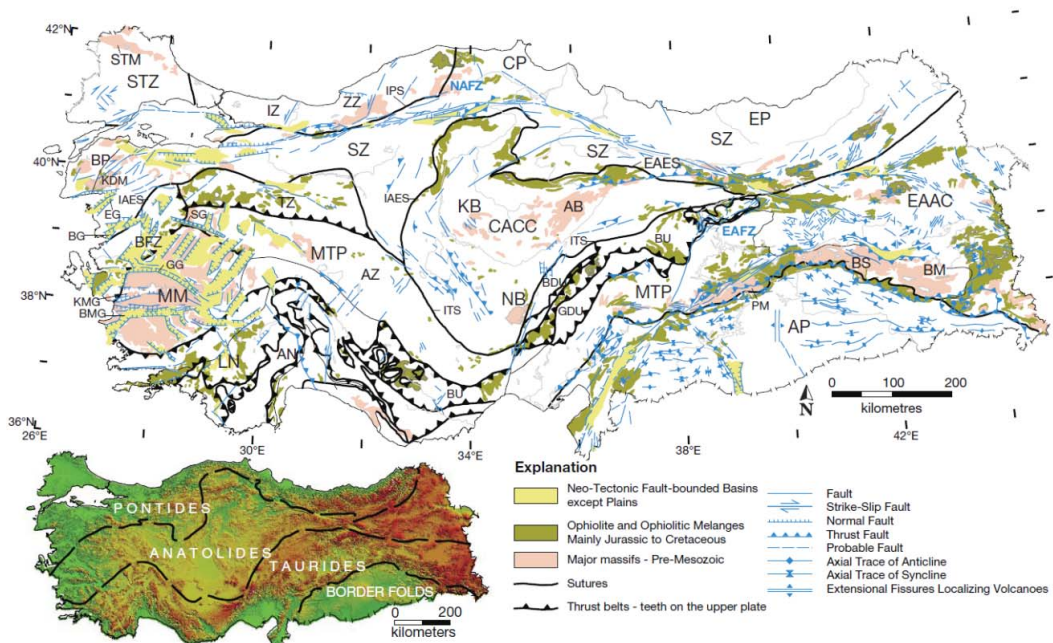 42°N
STM
STZ
CP
NAFZ
IPS
ZZ
IZ
EP
SZ
SZ
SZ
40°N
BP
KDM
EAES
IAES
IAES
EG
SG
TZ
KB
AB
CACC
EAAC
EAFZ
BG
BFZ
GG
MTP
ITS
BU
AZ
BDU
BS
BM
38°N
MM
KMG
BMG
ITS
NB
GDU
MTP
PM
AP
LN
AN
BU
0 100 200
kilometres
N
36°N
26°E
30°E
34°E
38°E
42°E
PONTIDES
ANATOLIDES
TAURIDES
BORDER FOLDS
0 200
kilometers
Explanation
Neo-Tectonic Fault-bounded Basins
except Plains
Ophiolite and Ophiolitic Melanges
Mainly Jurassic to Cretaceous
Major massifs - Pre-Mesozoic
Sutures
Thrust belts - teeth on the upper plate
Fault
Strike-Slip Fault
Normal Fault
Thrust Fault
Probable Fault
Axial Trace of Anticline
Axial Trace of Syncline
Extensional Fissures Localizing Volcanoes